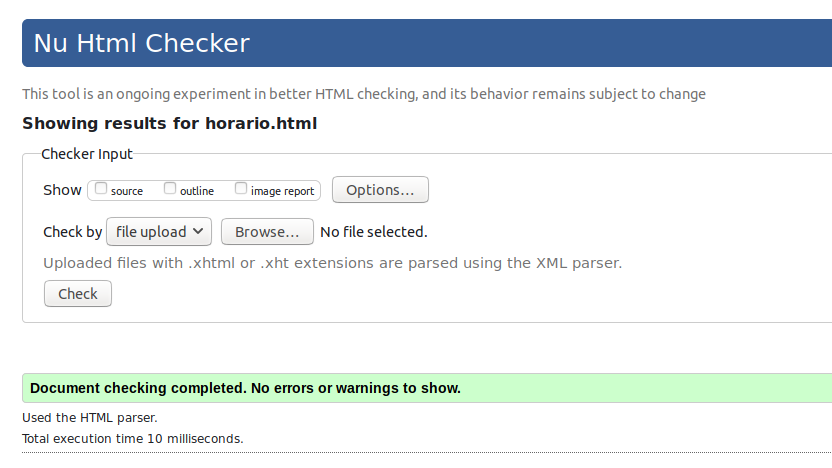 Nu Html Checker
This tool is an ongoing experiment in better HTML checking, and its behavior remains subject to change
Showing results for horario.html
Checker Input
Show source outline image report Options...
Check by file upload Browse... No file selected.
Uploaded files with .xhtml or .xht extensions are parsed using the XML parser.
Check
Document checking completed. No errors or warnings to show.
Used the HTML parser.
Total execution time 10 milliseconds.